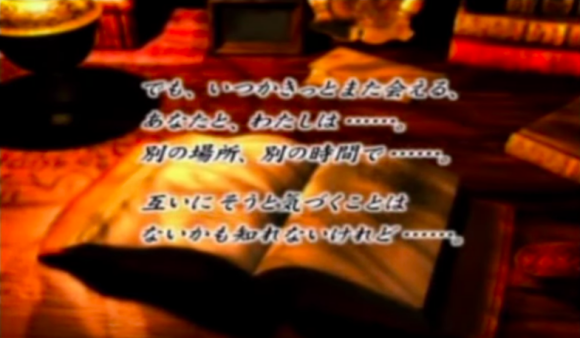 でも、いつかきっとまた会える、
あなたと、わたしは……。
別の場所、別の時間で……。
互いにそうと気づくことは
ないかも知れないけれど……。